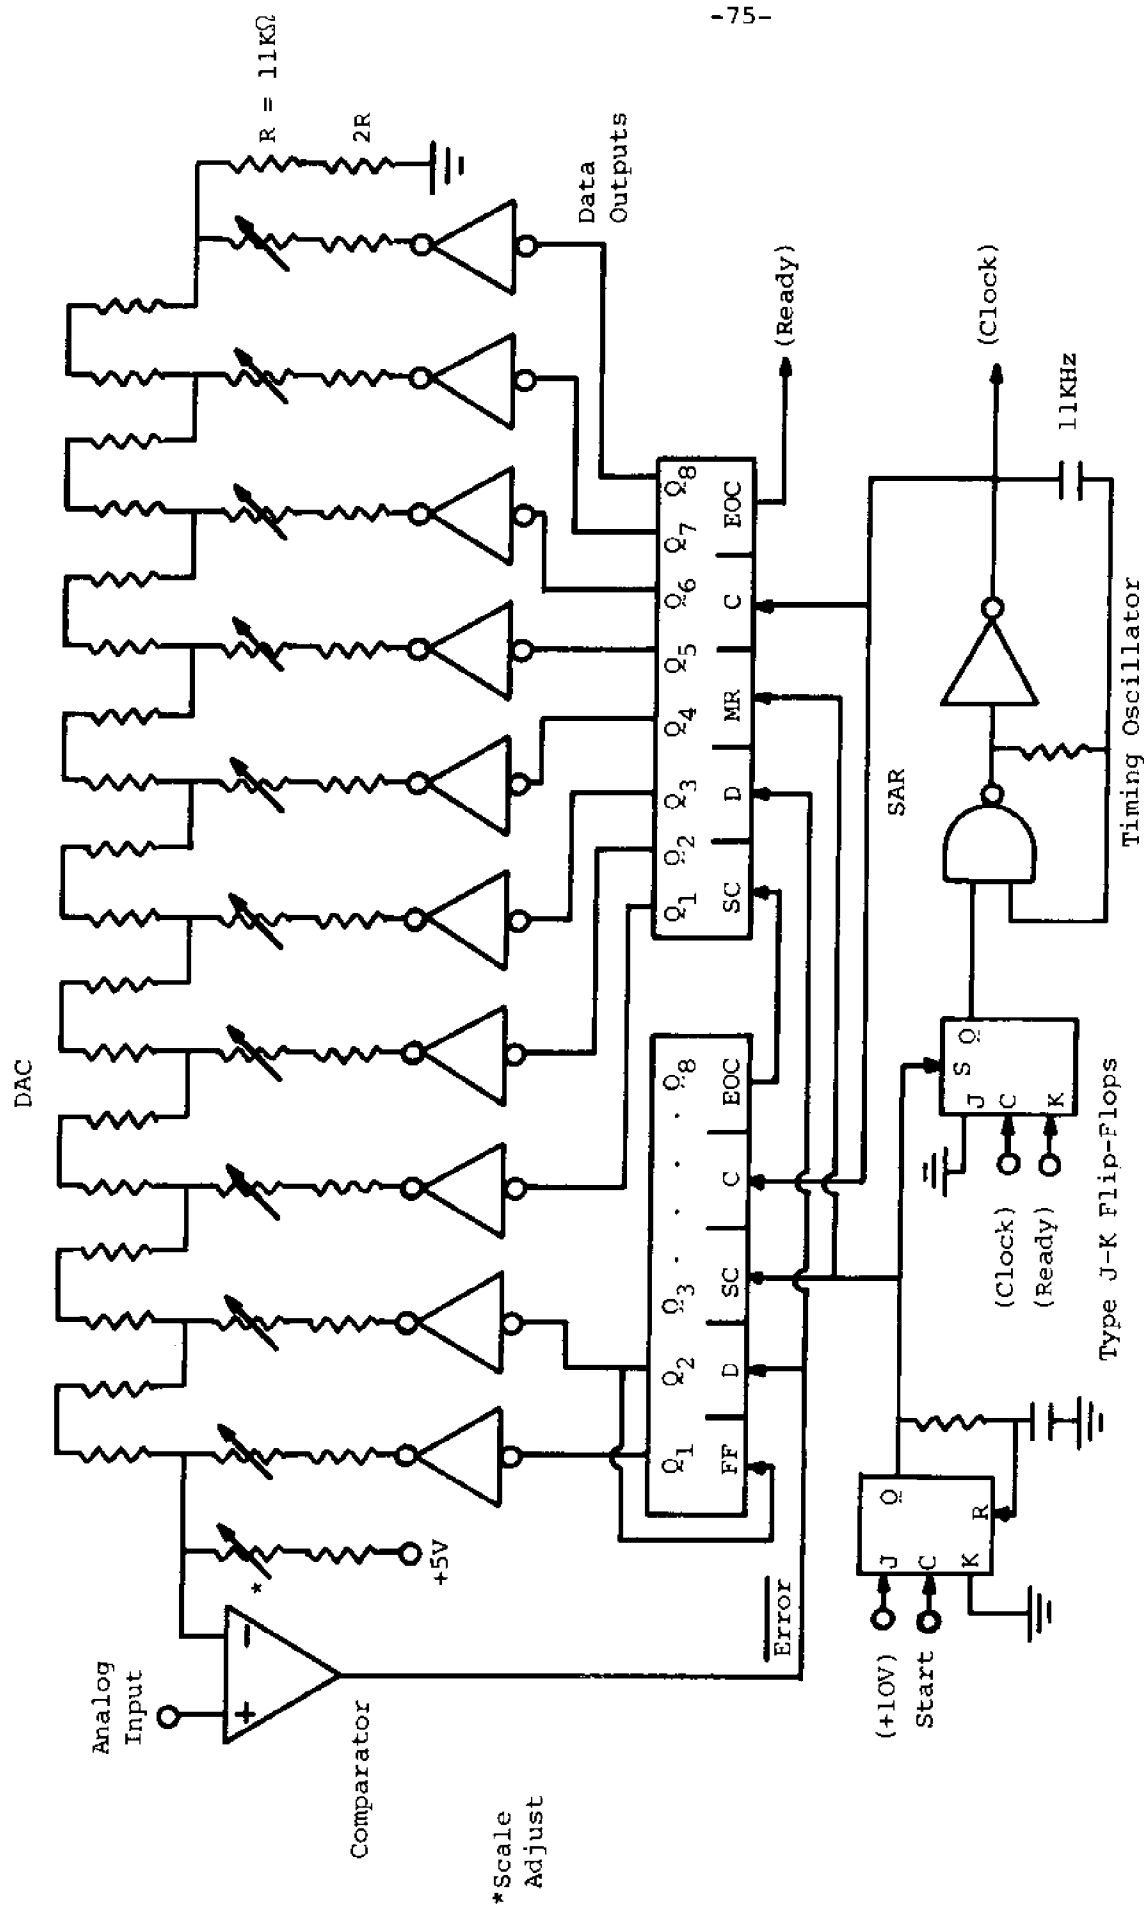 -75-
DAC
R = 11KΩ
2R
Analog
Input
+
-
*
+5V
Comparator
*Scale
Adjust
Data
Outputs
Error
Q1 Q2 Q3 . . . . Q8
FF D SC C EOC
Q1 Q2 Q3 Q4 Q5 Q6 Q7 Q8
SC D MR C EOC
(Ready)
SAR
(+10V)
Start
J
C
K
Q
R
(Clock)
(Ready)
J
C
K
S
Q
Type J-K Flip-Flops
(Clock)
11KHz
Timing Oscillator